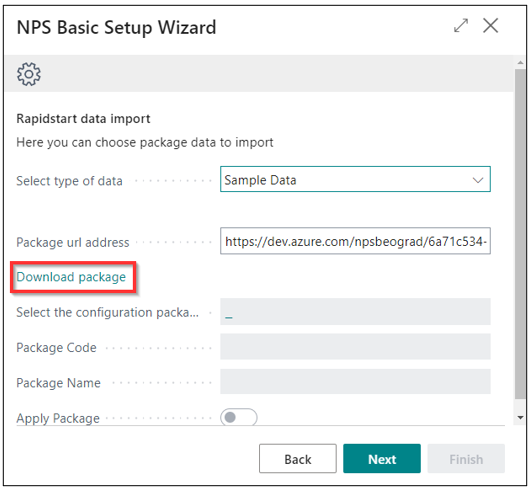 NPS Basic Setup Wizard
Rapidstart data import
Here you can choose package data to import
Select type of data
Sample Data
Package url address
https://dev.azure.com/npsbeograd/6a71c534-
Download package
Select the configuration packa...
_
Package Code
Package Name
Apply Package
Back
Next
Finish